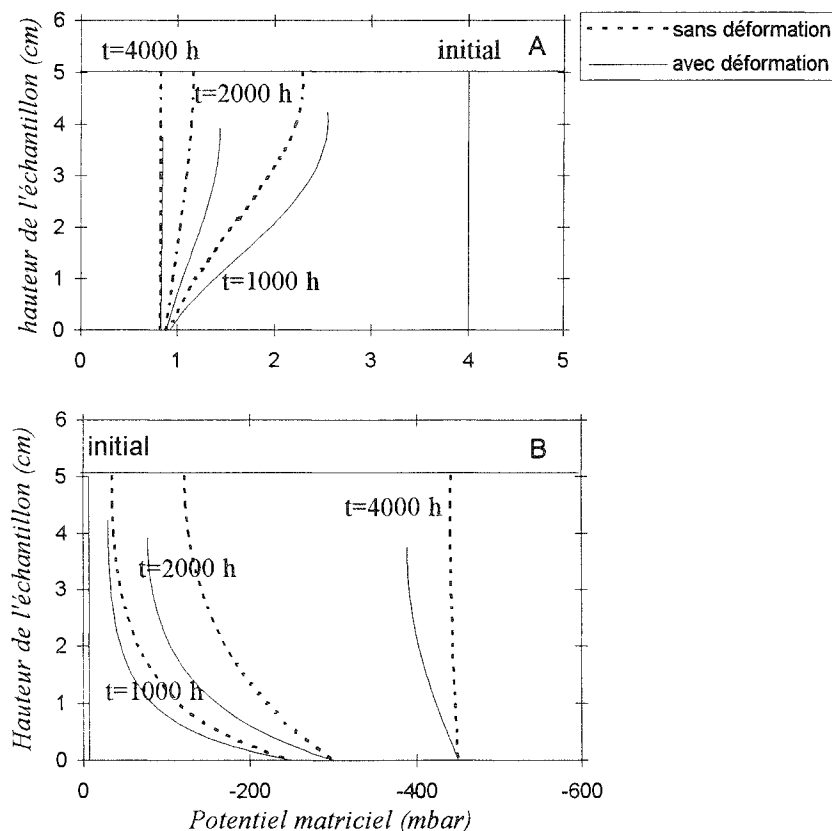 sans déformation
avec déformation
hauteur de l'échantillon (cm)
6
5
4
3
2
1
0
t=4000 h
initial
A
t=2000 h
t=1000 h
0 1 2 3 4 5
Hauteur de l'échantillon (cm)
6
5
4
3
2
1
0
initial
B
t=4000 h
t=2000 h
t=1000 h
0 -200 -400 -600
Potentiel matriciel (mbar)